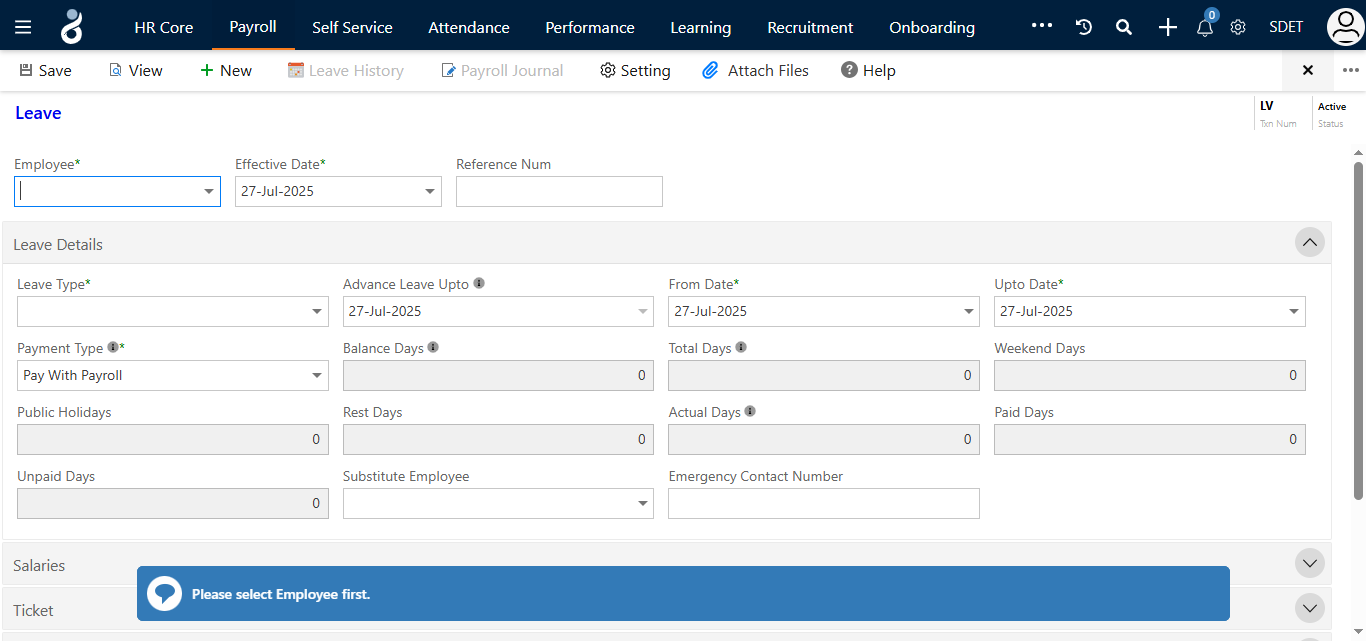 HR Core Payroll Self Service Attendance Performance Learning Recruitment Onboarding ••• 0 SDET
Save View New Leave History Payroll Journal Setting Attach Files Help
Leave
LV Active
Txn Num Status
Employee* Effective Date* Reference Num
27-Jul-2025
Leave Details
Leave Type* Advance Leave Upto From Date* Upto Date*
27-Jul-2025 27-Jul-2025 27-Jul-2025
Payment Type * Balance Days Total Days Weekend Days
Pay With Payroll 0 0 0
Public Holidays Rest Days Actual Days Paid Days
0 0 0 0
Unpaid Days Substitute Employee Emergency Contact Number
0
Salaries
Please select Employee first.
Ticket